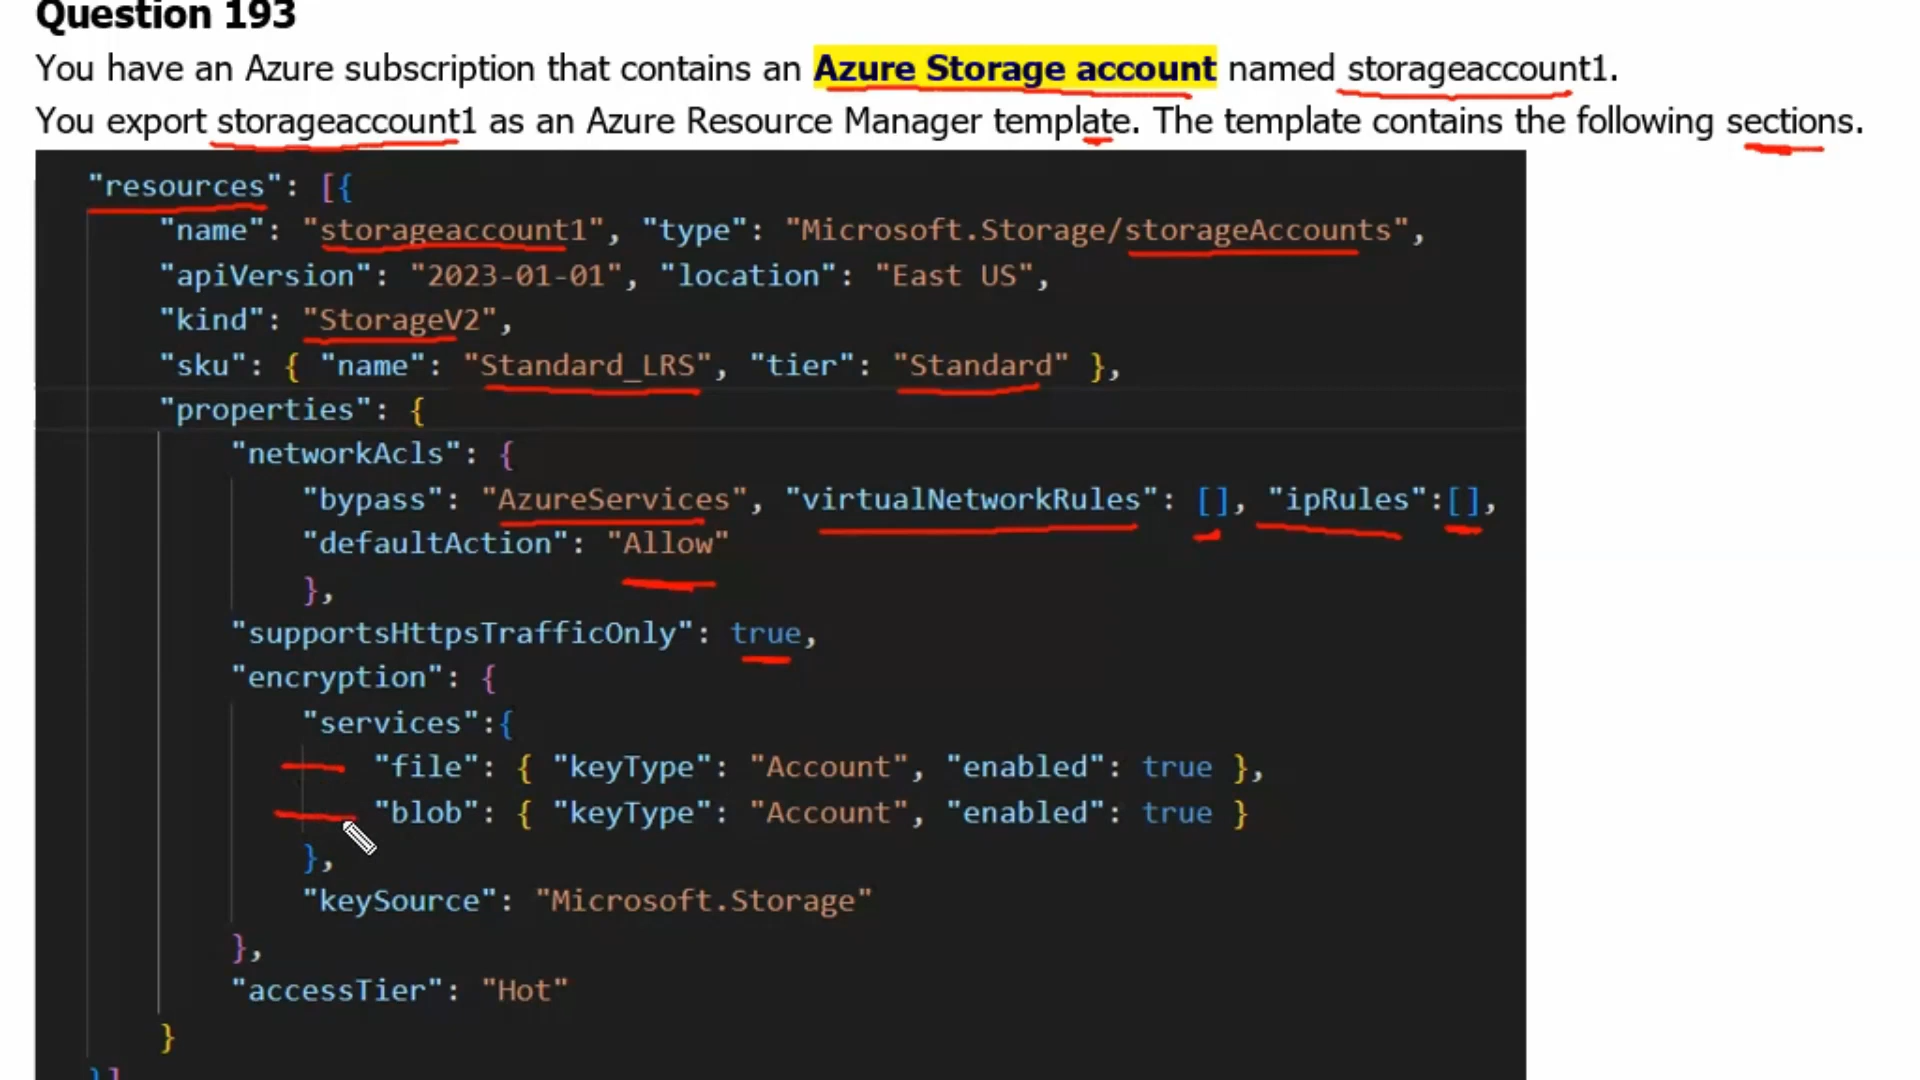 Question 193
You have an Azure subscription that contains an Azure Storage account named storageaccount1.
You export storageaccount1 as an Azure Resource Manager template. The template contains the following sections.
"resources": [{
"name": "storageaccount1", "type": "Microsoft.Storage/storageAccounts",
"apiVersion": "2023-01-01", "location": "East US",
"kind": "StorageV2",
"sku": { "name": "Standard_LRS", "tier": "Standard" },
"properties": {
"networkAcls": {
"bypass": "AzureServices", "virtualNetworkRules": [], "ipRules":[],
"defaultAction": "Allow"
},
"supportsHttpsTrafficOnly": true,
"encryption": {
"services":{
"file": { "keyType": "Account", "enabled": true },
"blob": { "keyType": "Account", "enabled": true }
},
"keySource": "Microsoft.Storage"
},
"accessTier": "Hot"
}
}]